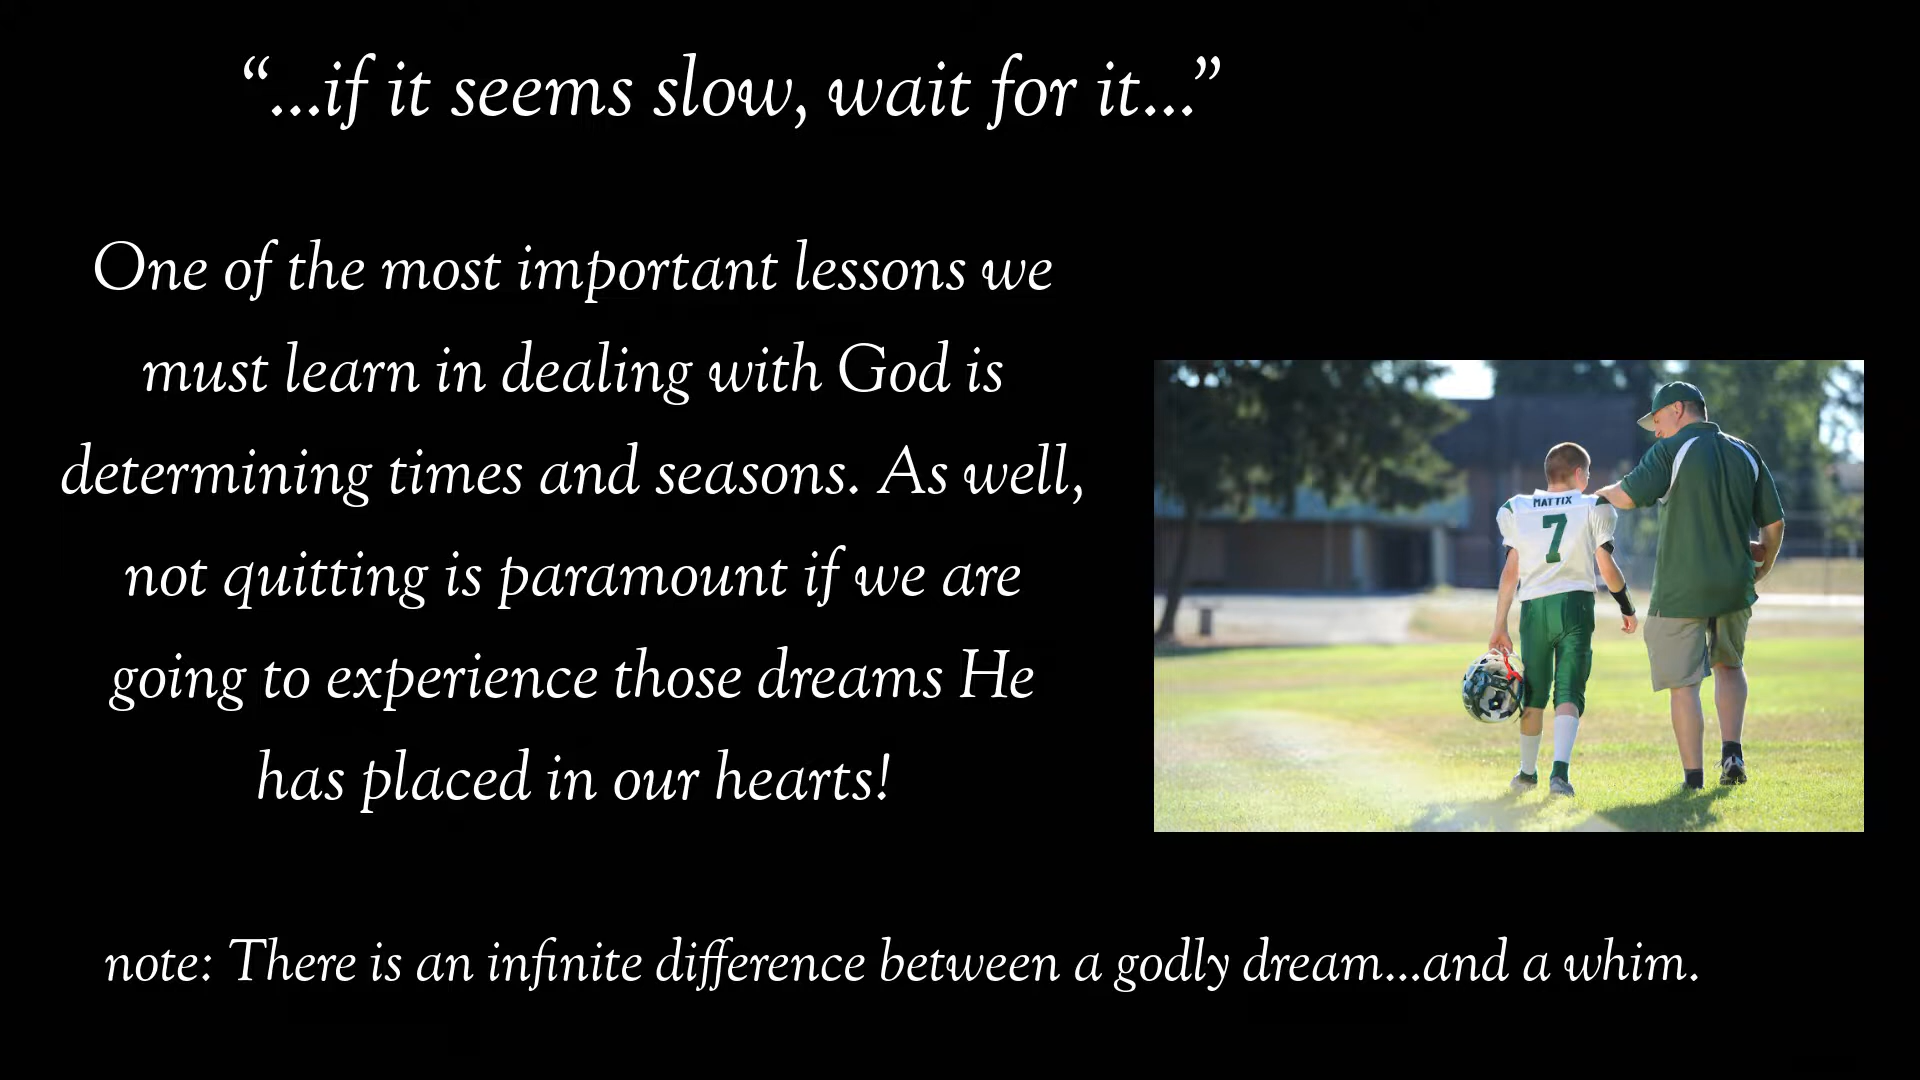 “...if it seems slow, wait for it...”
One of the most important lessons we
must learn in dealing with God is
determining times and seasons. As well,
not quitting is paramount if we are
going to experience those dreams He
has placed in our hearts!
MATTIX
7
note: There is an infinite difference between a godly dream...and a whim.